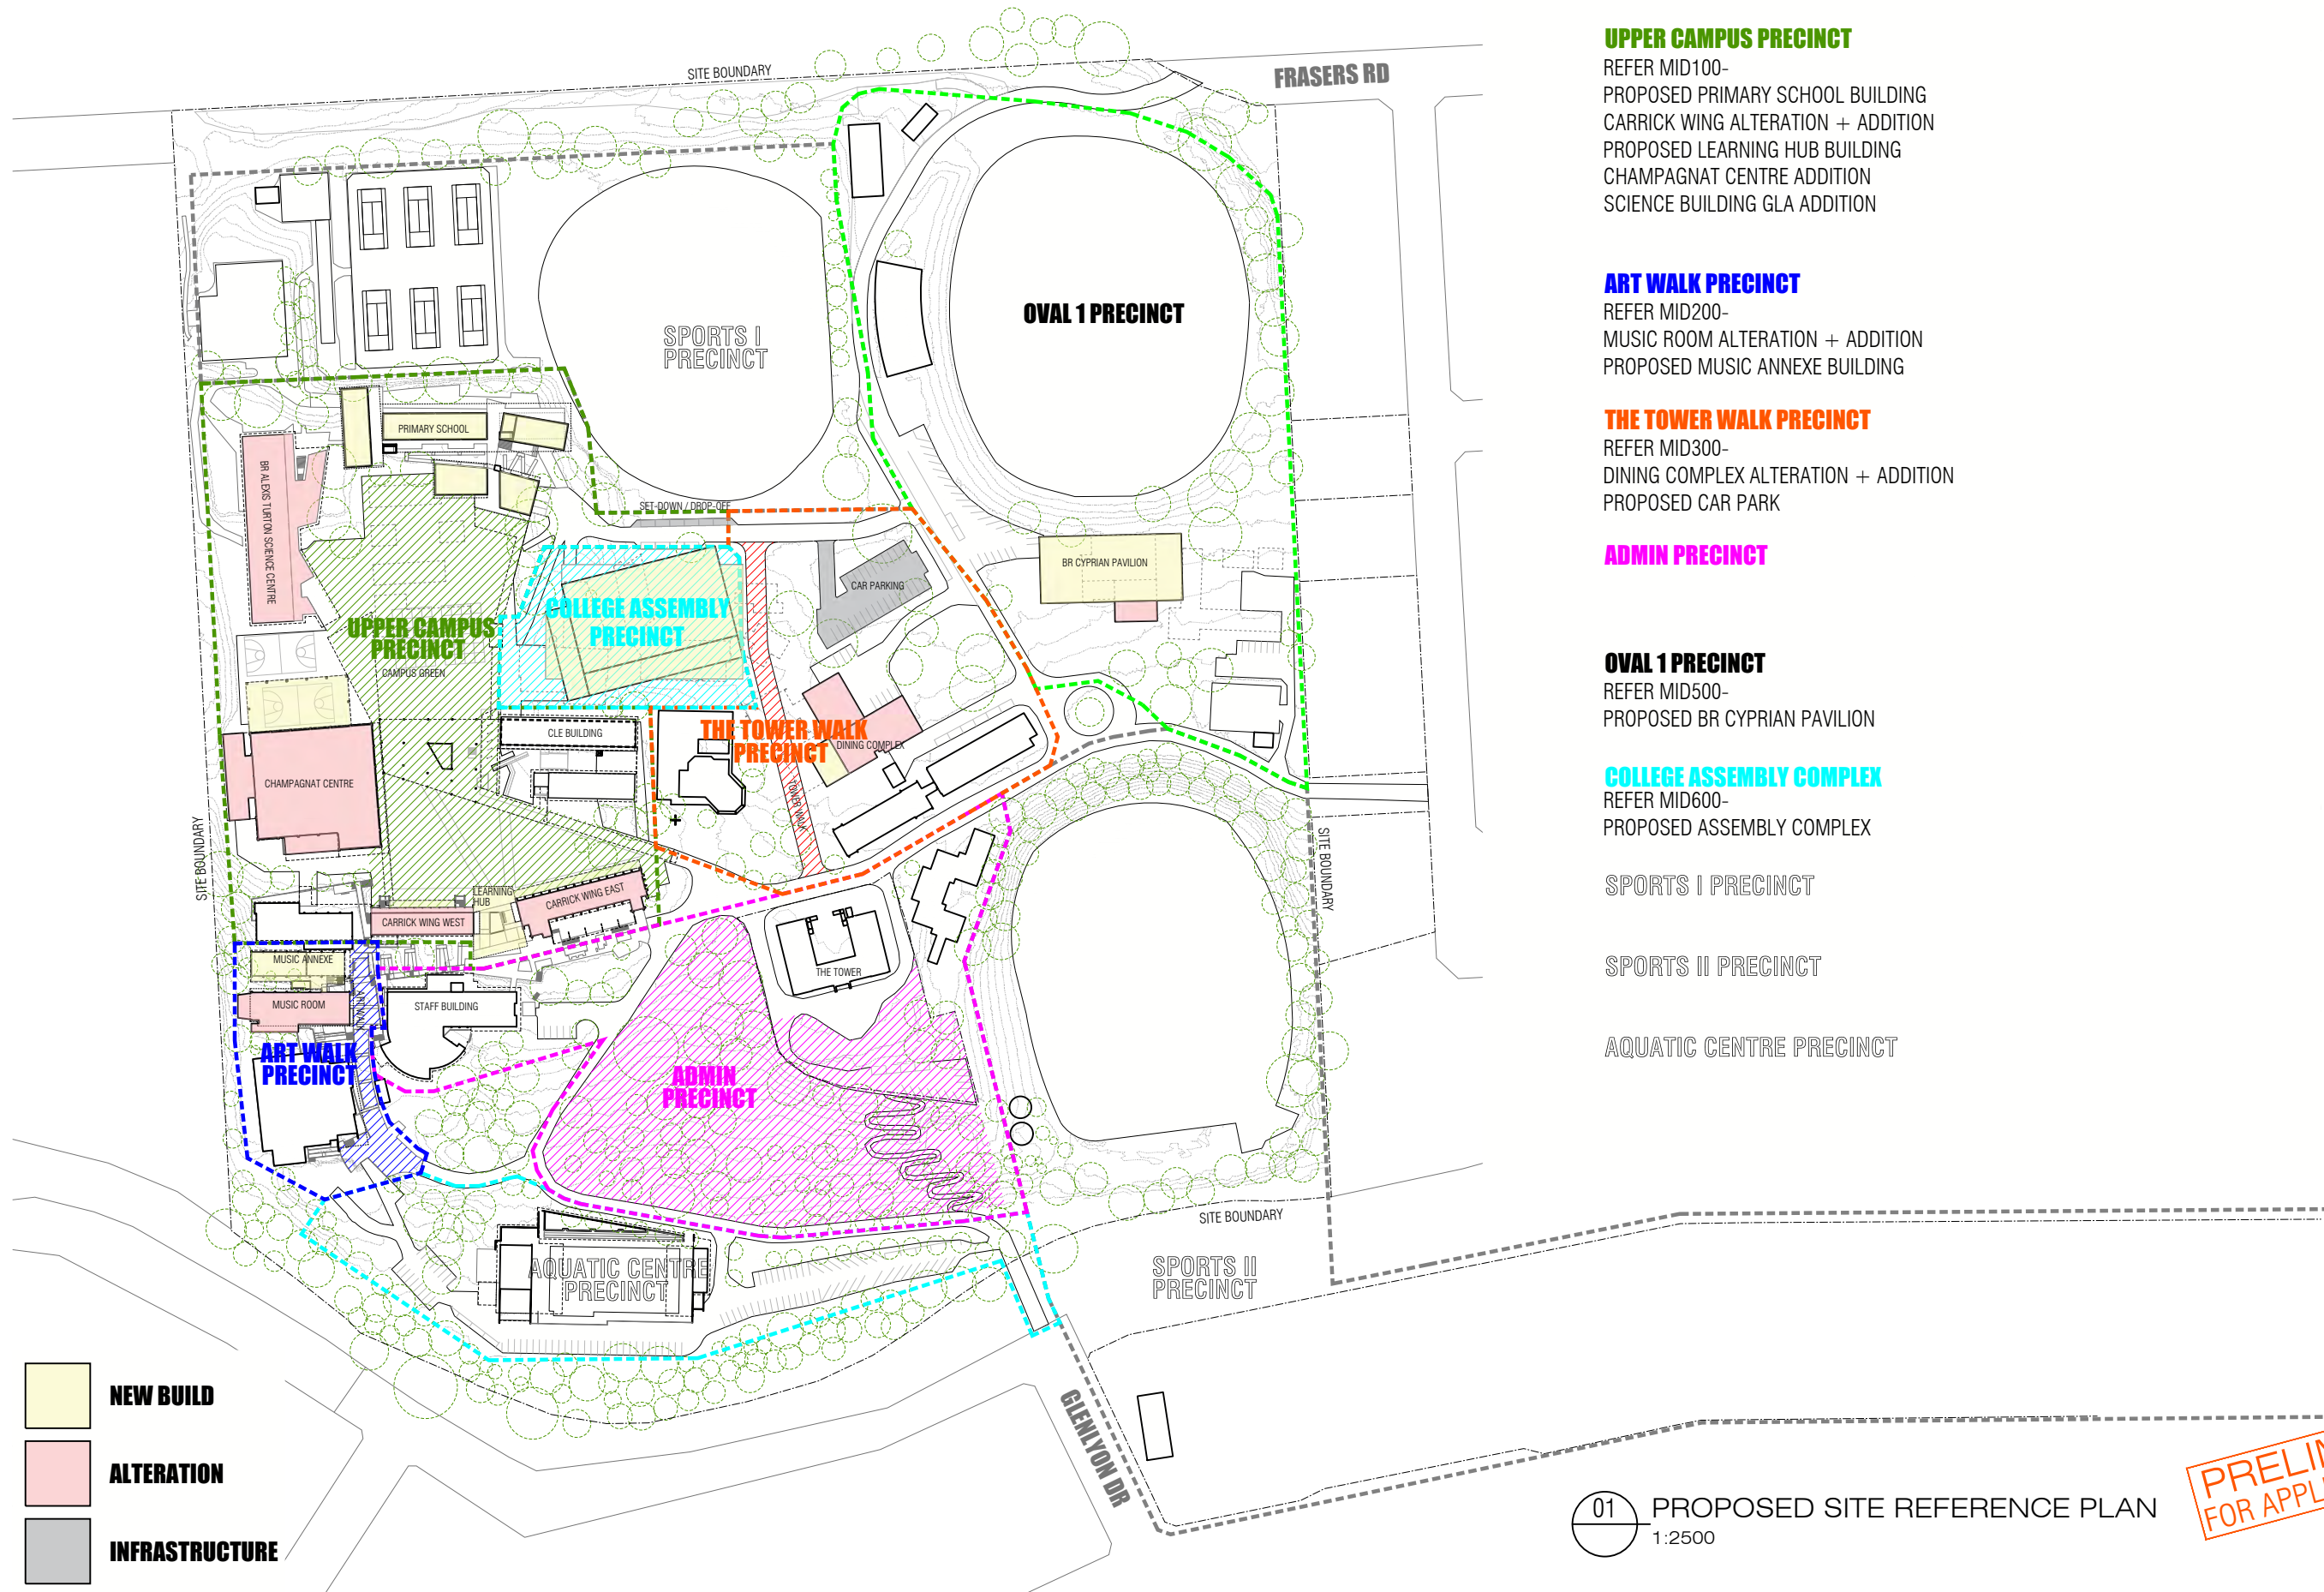 SITE BOUNDARY
FRASERS RD
SPORTS I
PRECINCT
OVAL 1 PRECINCT
PRIMARY SCHOOL
BR ALEXIS TURTON SCIENCE CENTRE
SET-DOWN / DROP-OFF
CAR PARKING
BR CYPRIAN PAVILION
COLLEGE ASSEMBLY
PRECINCT
UPPER CAMPUS
PRECINCT
CAMPUS GREEN
CLE BUILDING
THE TOWER WALK
PRECINCT
DINING COMPLEX
CHAMPAGNAT CENTRE
TOWER WALK
SITE BOUNDARY
SITE BOUNDARY
LEARNING
HUB
CARRICK WING EAST
CARRICK WING WEST
MUSIC ANNEXE
THE TOWER
MUSIC ROOM
ART WALK
STAFF BUILDING
ART WALK
PRECINCT
ADMIN
PRECINCT
SITE BOUNDARY
AQUATIC CENTRE
PRECINCT
SPORTS II
PRECINCT
GLENLYON DR
NEW BUILD
ALTERATION
INFRASTRUCTURE
UPPER CAMPUS PRECINCT
REFER MID100-
PROPOSED PRIMARY SCHOOL BUILDING
CARRICK WING ALTERATION + ADDITION
PROPOSED LEARNING HUB BUILDING
CHAMPAGNAT CENTRE ADDITION
SCIENCE BUILDING GLA ADDITION
ART WALK PRECINCT
REFER MID200-
MUSIC ROOM ALTERATION + ADDITION
PROPOSED MUSIC ANNEXE BUILDING
THE TOWER WALK PRECINCT
REFER MID300-
DINING COMPLEX ALTERATION + ADDITION
PROPOSED CAR PARK
ADMIN PRECINCT
OVAL 1 PRECINCT
REFER MID500-
PROPOSED BR CYPRIAN PAVILION
COLLEGE ASSEMBLY COMPLEX
REFER MID600-
PROPOSED ASSEMBLY COMPLEX
SPORTS I PRECINCT
SPORTS II PRECINCT
AQUATIC CENTRE PRECINCT
01 PROPOSED SITE REFERENCE PLAN
1:2500
FOR